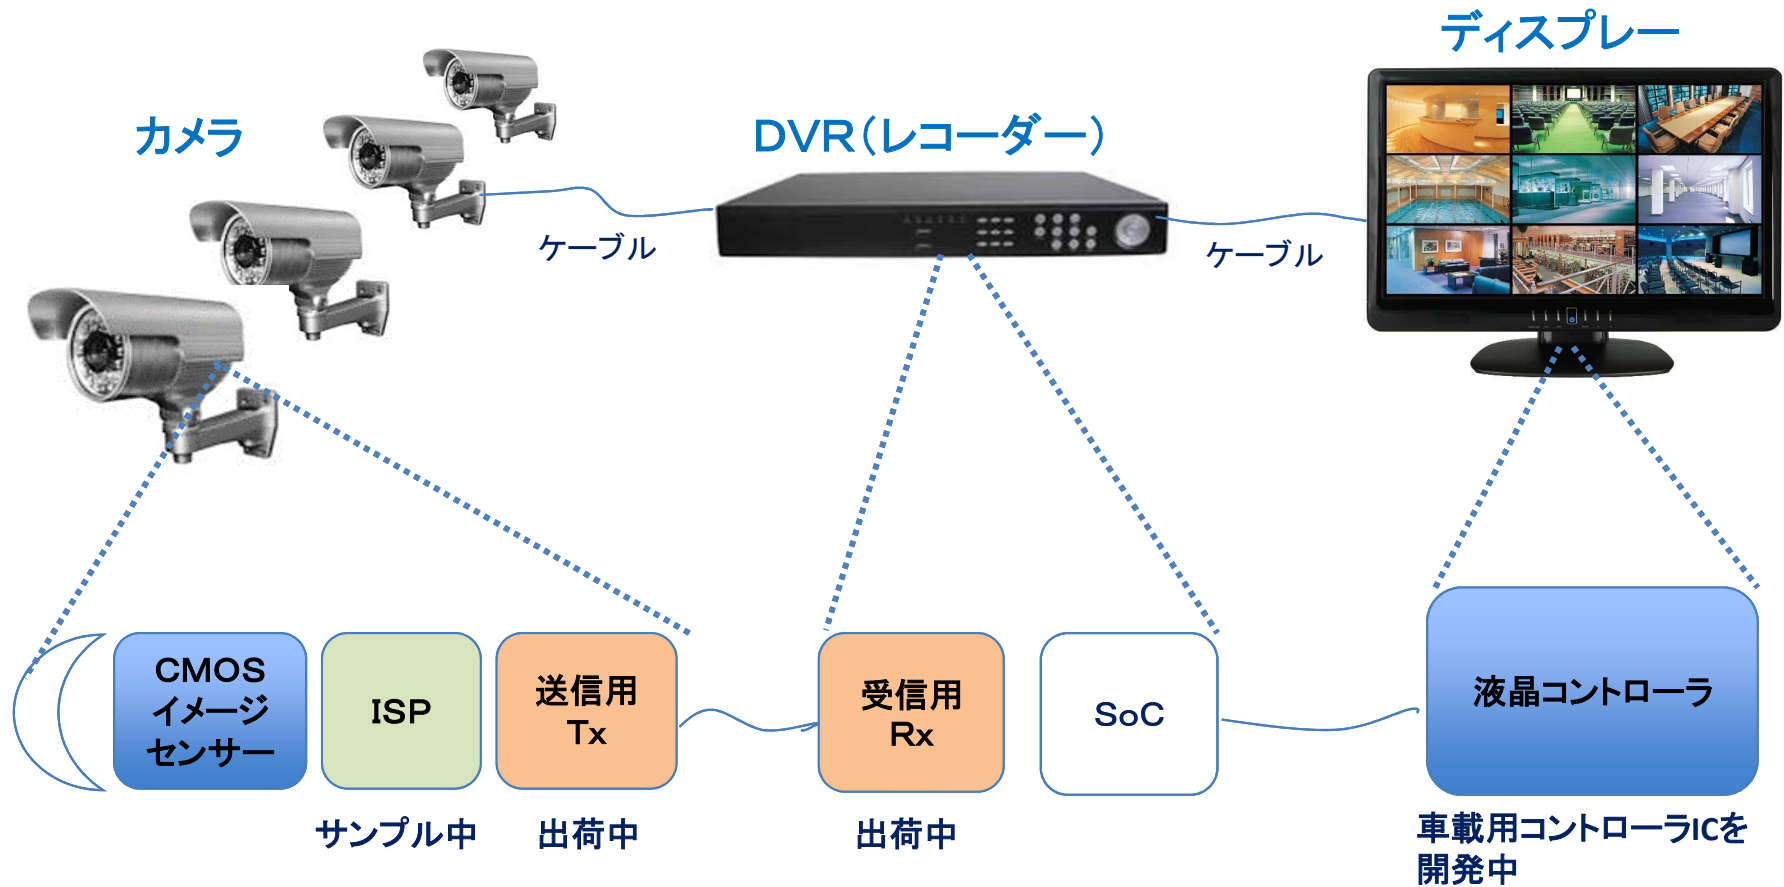 ディスプレー
カメラ
DVR(レコーダー)
ケーブル
ケーブル
CMOS
イメージ
センサー
ISP
送信用
Tx
受信用
Rx
SoC
液晶コントローラ
サンプル中
出荷中
出荷中
車載用コントローラICを
開発中